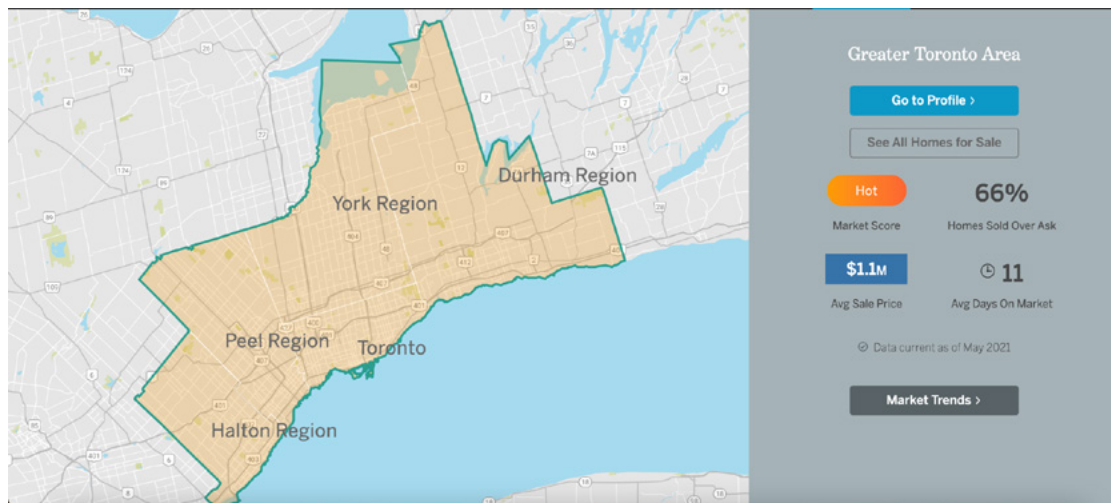 Greater Toronto Area
Go to Profile >
See All Homes for Sale
Hot
66%
Market Score
Homes Sold Over Ask
$1.1M
11
Avg Sale Price
Avg Days On Market
Data current as of May 2021
Market Trends >
Durham Region
York Region
Peel Region
Toronto
Halton Region